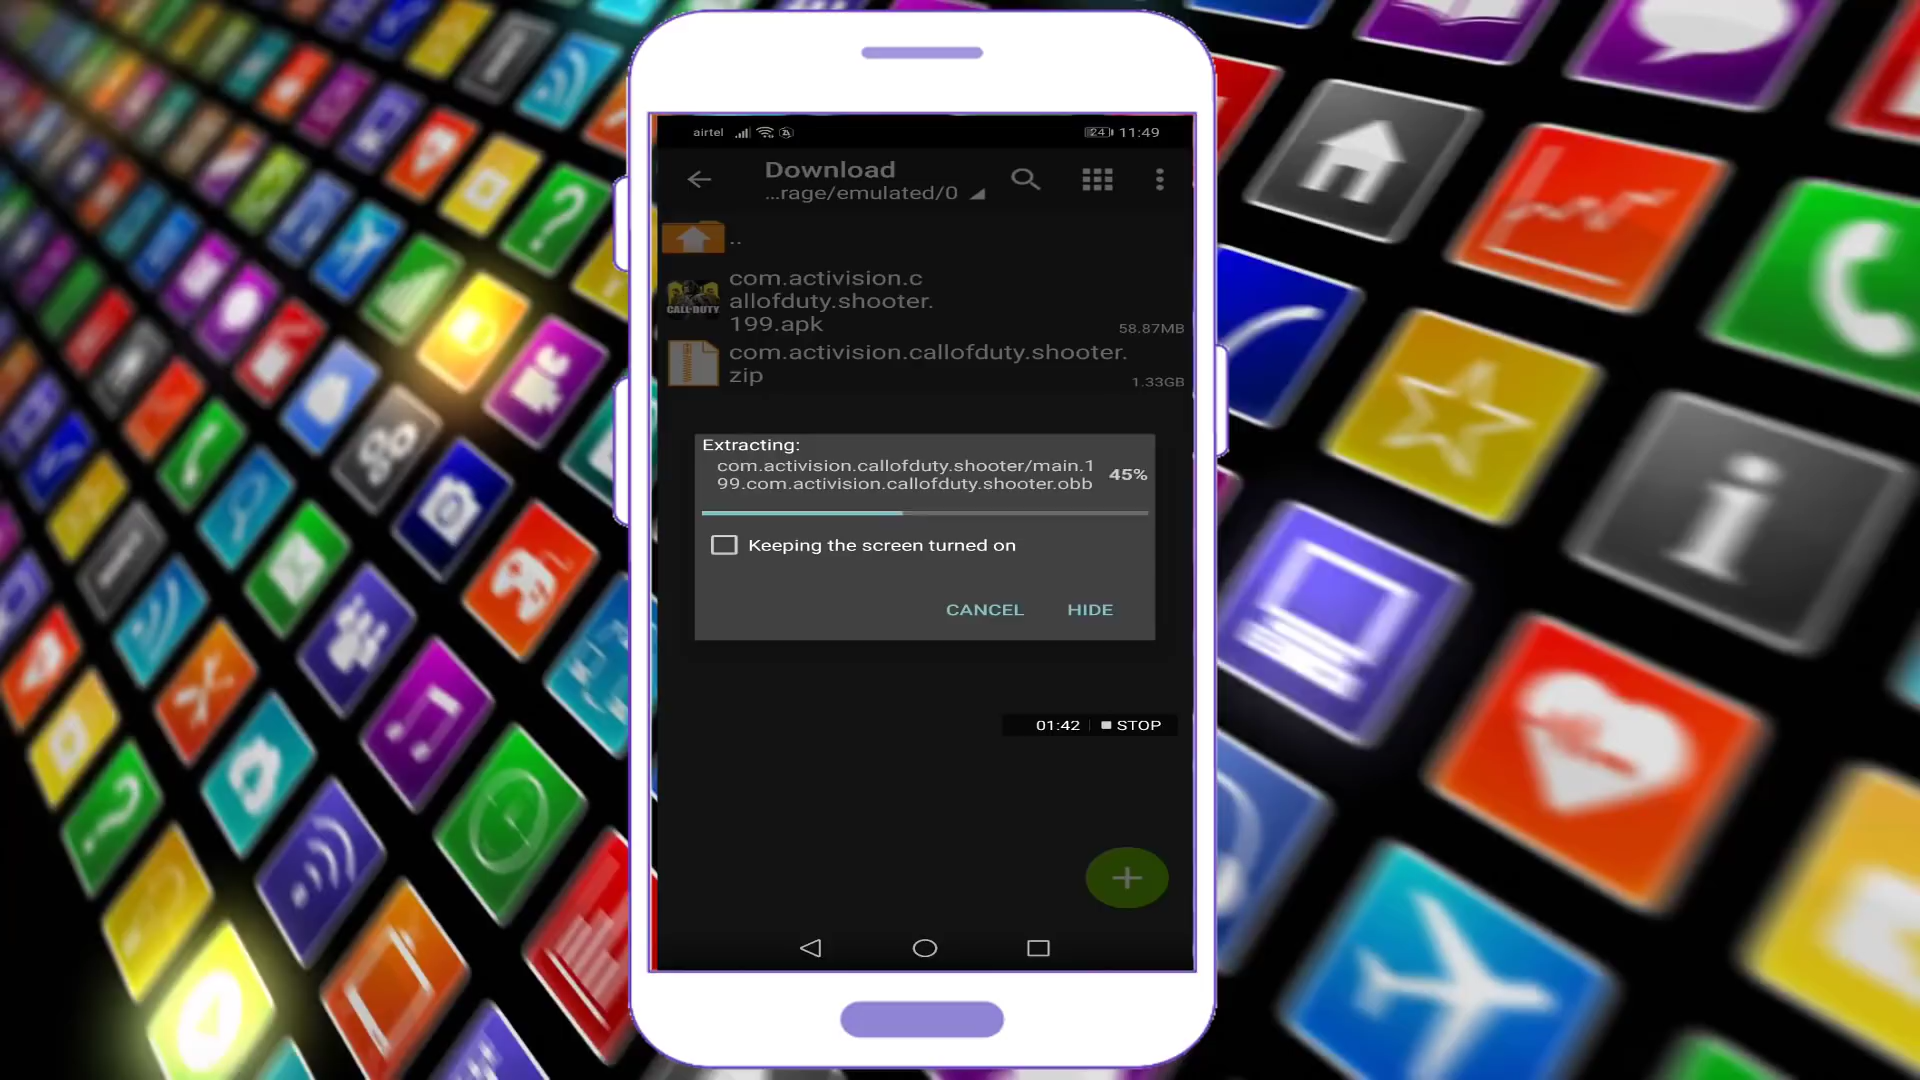 airtel 24 11:49
Download
...rage/emulated/0
..
com.activision.c
allofduty.shooter.
199.apk
58.87MB
CALL·DUTY
com.activision.callofduty.shooter.
zip
1.33GB
Extracting:
com.activision.callofduty.shooter/main.1
99.com.activision.callofduty.shooter.obb
45%
Keeping the screen turned on
CANCEL HIDE
01:42 STOP